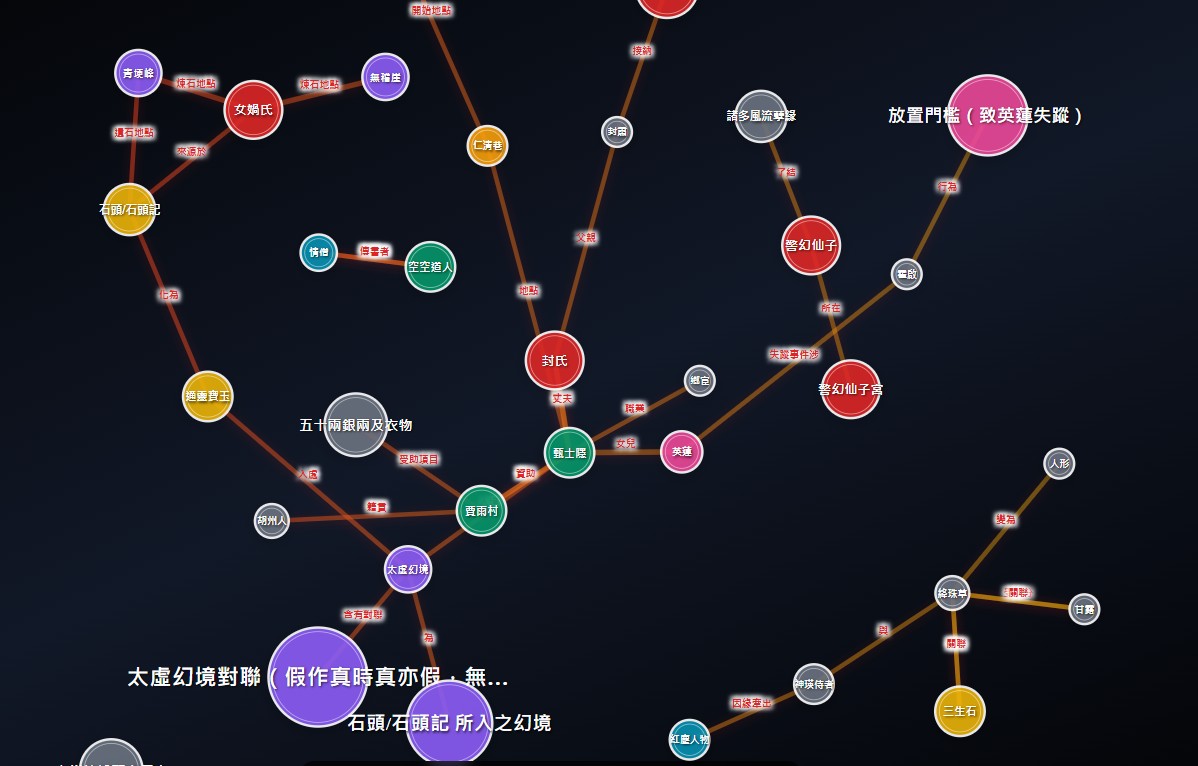 開始地點
接納
青埂峰
煉石地點
煉石地點
無稽崖
女媧氏
諸多風流孽緣
放置門檻（致英蓮失蹤）
遺石地點
封肅
仁清巷
來源於
了結
行為
石頭/石頭記
父親
警幻仙子
傳書者
情僧
空空道人
霍啟
化為
地點
所在
失蹤事件涉
封氏
鄉宦
警幻仙子宮
通靈寶玉
丈夫
職業
五十兩銀兩及衣物
女兒
甄士隱
英蓮
受助項目
人形
入處
資助
籍貫
賈雨村
胡州人
變為
太虛幻境
關聯
絳珠草
甘露
含有對聯
與
為
關聯
太虛幻境對聯（假作真時真亦假，無...
神瑛侍者
因緣牽出
三生石
石頭/石頭記 所入之幻境
紅塵人物